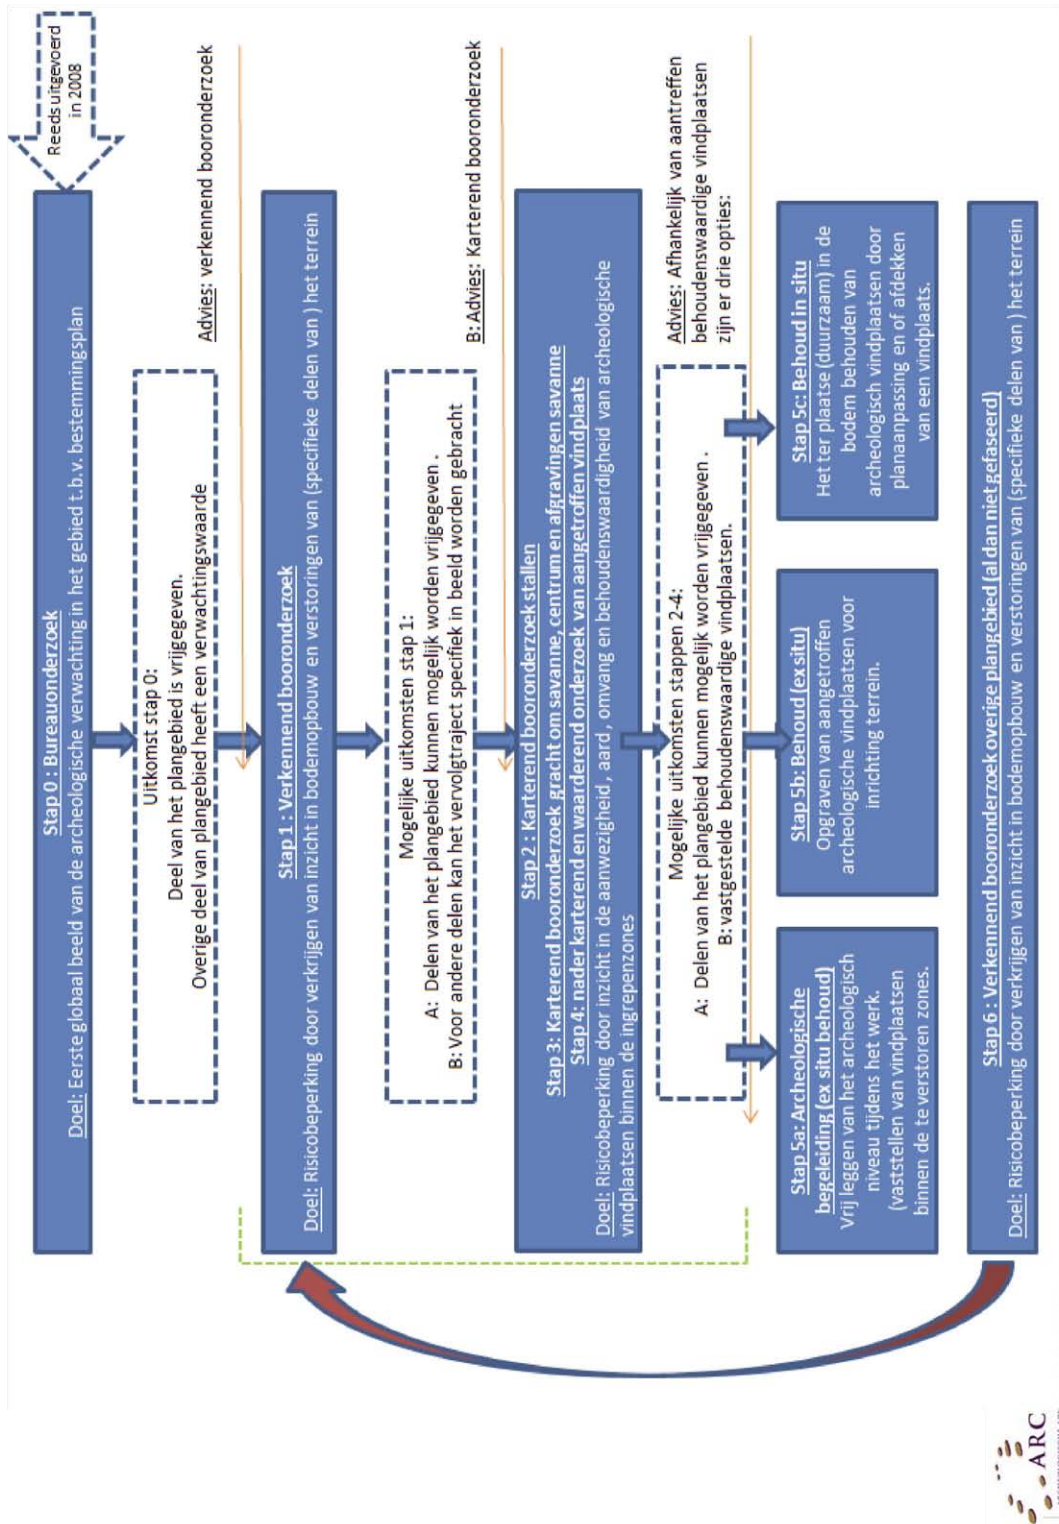 Reeds uitgevoerd
in 2008
Stap 0 : Bureauonderzoek
Doel: Eerste globaal beeld van de archeologische verwachting in het gebied t.b.v. bestemmingsplan
Uitkomst stap 0:
Deel van het plangebied is vrijgegeven.
Overige deel van plangebied heeft een verwachtingswaarde
Advies: verkennend booronderzoek
Stap 1 : Verkennend booronderzoek
Doel: Risicobeperking door verkrijgen van inzicht in bodemopbouw en verstoringen van (specifieke delen van ) het terrein
Mogelijke uitkomsten stap 1:
A: Delen van het plangebied kunnen mogelijk worden vrijgegeven .
B: Voor andere delen kan het vervolgtraject specifiek in beeld worden gebracht
B: Advies: Karterend booronderzoek
Stap 2 : Karterend booronderzoek stallen
Stap 3: Karterend booronderzoek gracht om savanne, centrum en afgravingen savanne
Stap 4: nader karterend en waarderend onderzoek van aangetroffen vindplaats
Doel: Risicobeperking door inzicht in de aanwezigheid , aard , omvang en behoudenswaardigheid van archeologische
vindplaatsen binnen de ingrepenzones
Mogelijke uitkomsten stappen 2-4:
A: Delen van het plangebied kunnen mogelijk worden vrijgegeven .
B: vastgestelde behoudenswaardige vindplaatsen.
Advies: Afhankelijk van aantreffen
behoudenswaardige vindplaatsen
zijn er drie opties:
Stap 5a: Archeologische
begeleiding (ex situ behoud)
Vrij leggen van het archeologisch
niveau tijdens het werk.
(vaststellen van vindplaatsen
binnen de te verstoren zones.
Stap 5b: Behoud (ex situ)
Opgraven van aangetroffen
archeologische vindplaatsen voor
inrichting terrein.
Stap 5c: Behoud in situ
Het ter plaatse (duurzaam) in de
bodem behouden van
archeologisch vindplaatsen door
planaanpassing en of afdekken
van een vindplaats.
Stap 6 : Verkennend booronderzoek overige plangebied (al dan niet gefaseerd)
Doel: Risicobeperking door verkrijgen van inzicht in bodemopbouw en verstoringen van (specifieke delen van ) het terrein
ARC